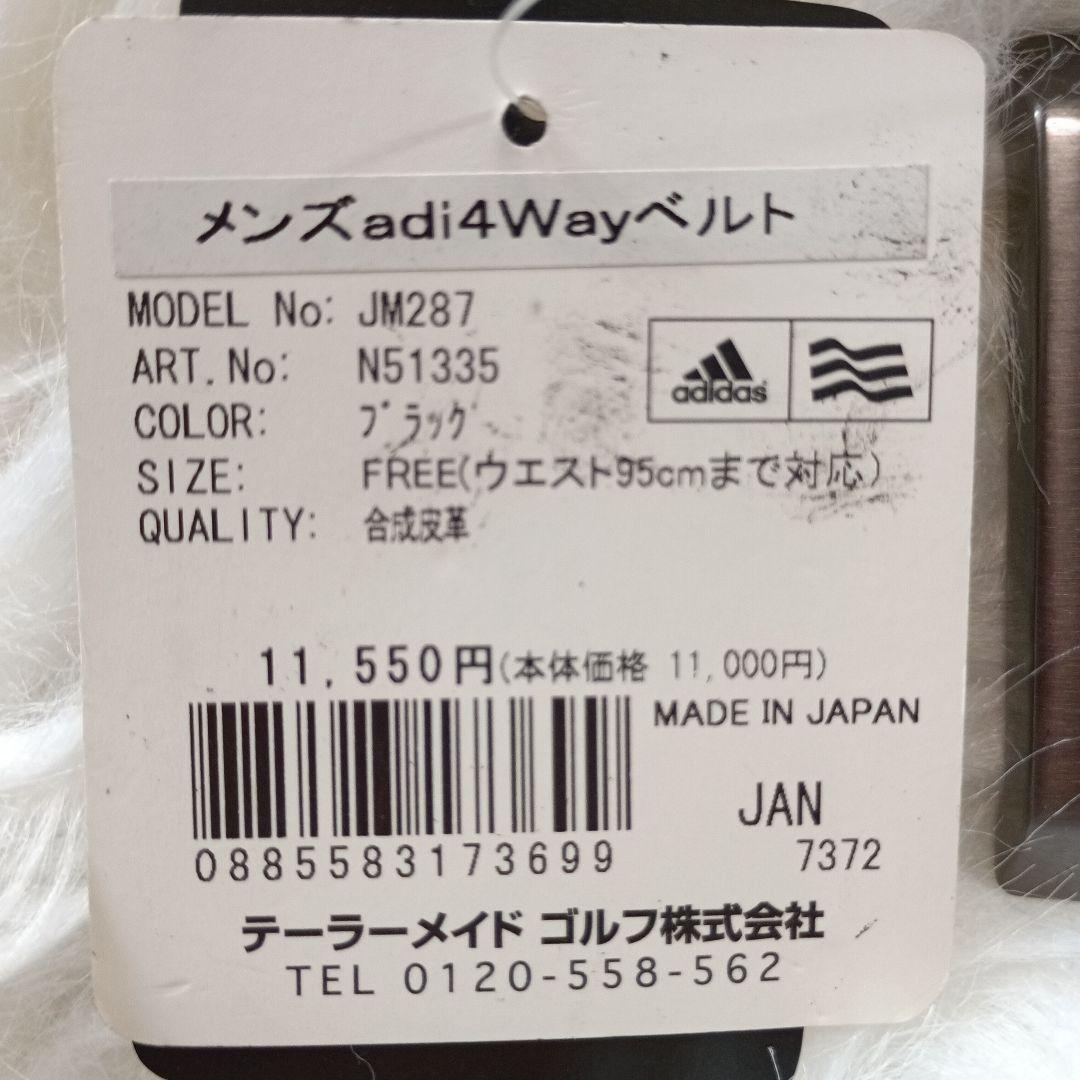 メンズadi4Wayベルト
MODEL No: JM287
ART.No: N51335
COLOR: ﾌﾞﾗｯｸ
SIZE: FREE(ウエスト95cmまで対応)
QUALITY: 合成皮革
adidas
11,550円(本体価格 11,000円)
MADE IN JAPAN
JAN
7372
0885583173699
テーラーメイド ゴルフ株式会社
TEL 0120-558-562